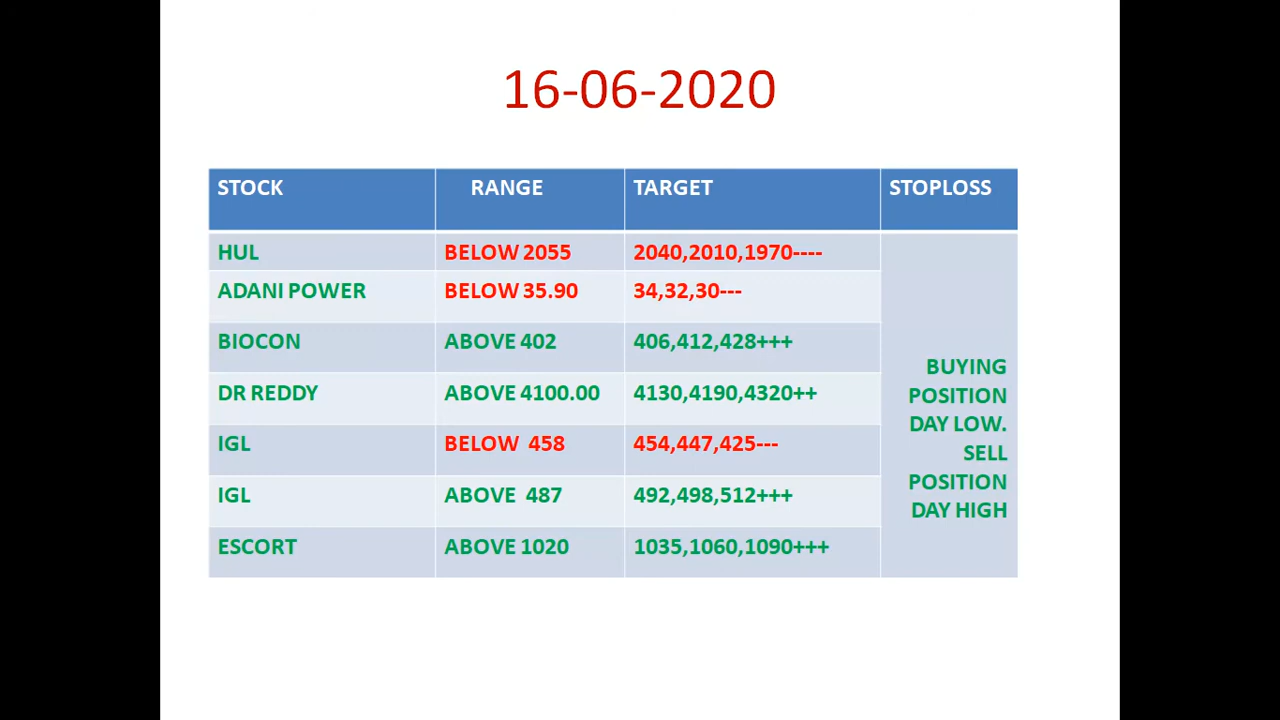 16-06-2020
STOCK RANGE TARGET STOPLOSS
HUL BELOW 2055 2040,2010,1970----
ADANI POWER BELOW 35.90 34,32,30---
BIOCON ABOVE 402 406,412,428+++
DR REDDY ABOVE 4100.00 4130,4190,4320++
IGL BELOW 458 454,447,425---
IGL ABOVE 487 492,498,512+++
ESCORT ABOVE 1020 1035,1060,1090+++
BUYING
POSITION
DAY LOW.
SELL
POSITION
DAY HIGH